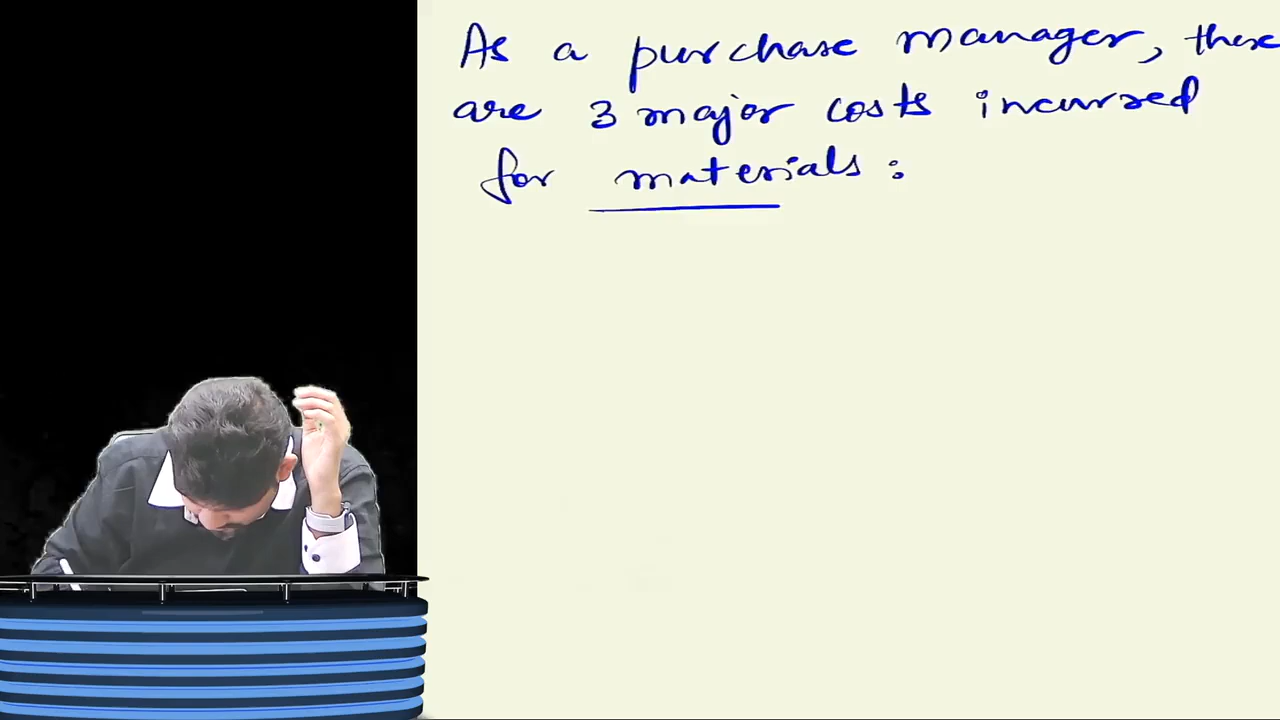 As a purchase manager, there
are 3 major costs incurred
for materials :